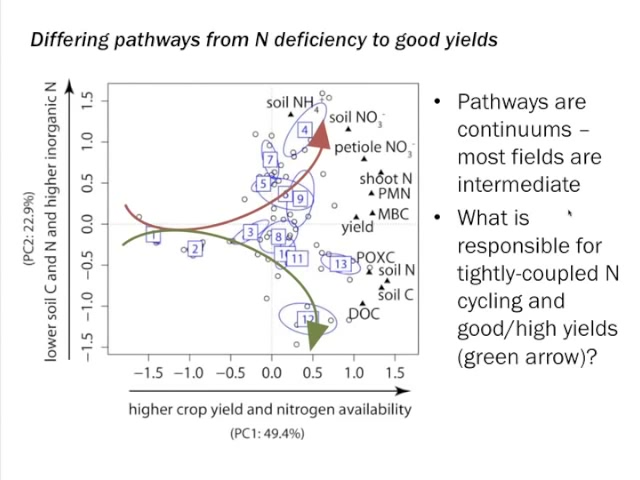 Differing pathways from N deficiency to good yields
lower soil C and N and higher inorganic N
(PC2: 22.9%)
1.5
1.0
0.5
0.0
−0.5
−1.0
−1.5
soil NH4
soil NO3-
petiole NO3-
shoot N
PMN
MBC
yield
POXC
soil N
soil C
DOC
4
7
5
9
3
8
1
2
11
13
12
−1.5 −1.0 −0.5 0.0 0.5 1.0 1.5
higher crop yield and nitrogen availability
(PC1: 49.4%)
• Pathways are
continuums –
most fields are
intermediate
• What is
responsible for
tightly-coupled N
cycling and
good/high yields
(green arrow)?